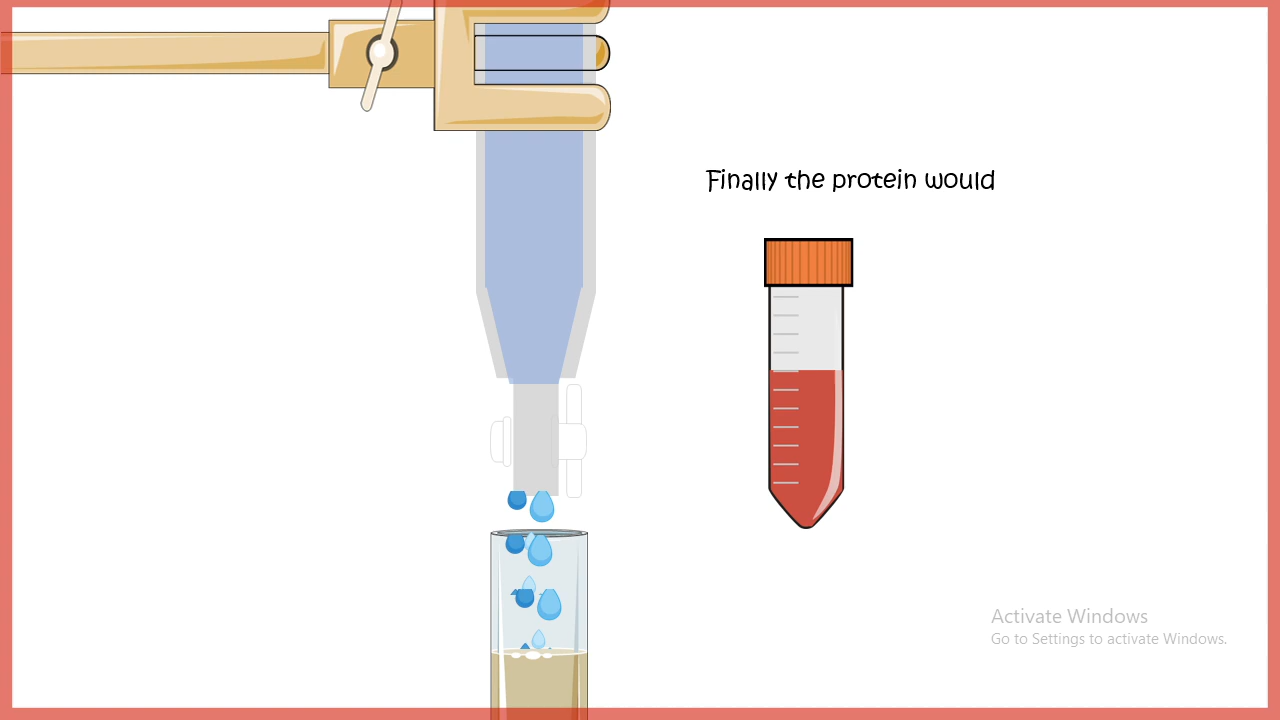 Finally the protein would
Activate Windows
Go to Settings to activate Windows.